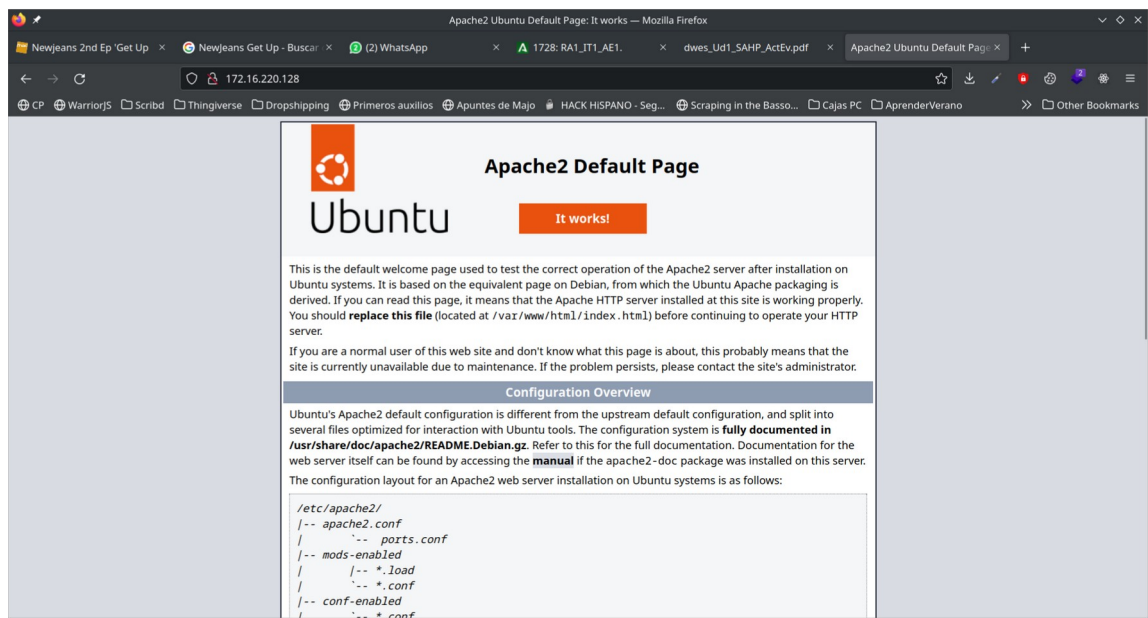 Apache2 Ubuntu Default Page: It works — Mozilla Firefox
Newjeans 2nd Ep 'Get Up
Newjeans Get Up - Buscar
(2) WhatsApp
1728: RA1_IT1_AE1.
dwes_Ud1_SAHP_ActEv.pdf
Apache2 Ubuntu Default Page
172.16.220.128
2
CP
WarriorJS
Scribd
Thingiverse
Dropshipping
Primeros auxilios
Apuntes de Majo
HACK HiSPANO - Seg...
Scraping in the Basso...
Cajas PC
AprenderVerano
Other Bookmarks
Ubuntu
Apache2 Default Page
It works!
This is the default welcome page used to test the correct operation of the Apache2 server after installation on
Ubuntu systems. It is based on the equivalent page on Debian, from which the Ubuntu Apache packaging is
derived. If you can read this page, it means that the Apache HTTP server installed at this site is working properly.
You should replace this file (located at /var/www/html/index.html) before continuing to operate your HTTP
server.
If you are a normal user of this web site and don't know what this page is about, this probably means that the
site is currently unavailable due to maintenance. If the problem persists, please contact the site's administrator.
Configuration Overview
Ubuntu's Apache2 default configuration is different from the upstream default configuration, and split into
several files optimized for interaction with Ubuntu tools. The configuration system is fully documented in
/usr/share/doc/apache2/README.Debian.gz. Refer to this for the full documentation. Documentation for the
web server itself can be found by accessing the manual if the apache2-doc package was installed on this server.
The configuration layout for an Apache2 web server installation on Ubuntu systems is as follows:
/etc/apache2/
|-- apache2.conf
|       `--  ports.conf
|-- mods-enabled
|       |-- *.load
|       `-- *.conf
|-- conf-enabled
|       `-- *.conf